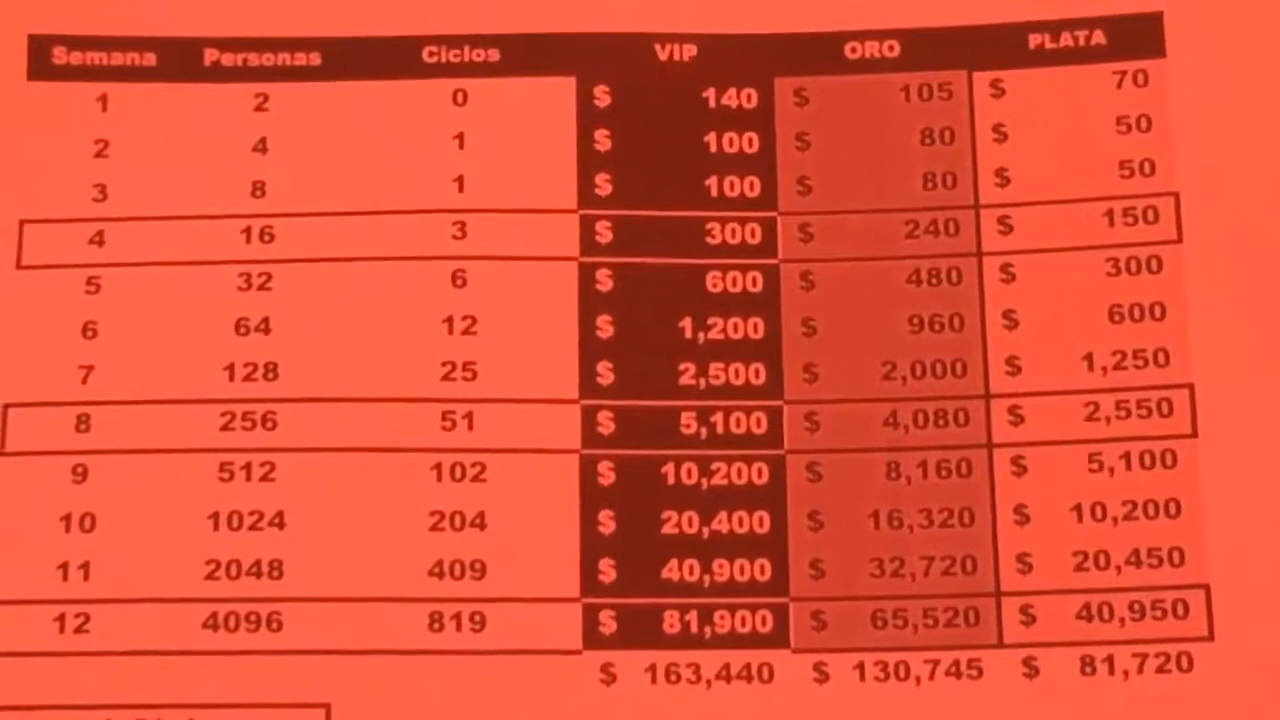 Semana Personas Ciclos VIP ORO PLATA
1 2 0 $ 140 $ 105 $ 70
2 4 1 $ 100 $ 80 $ 50
3 8 1 $ 100 $ 80 $ 50
4 16 3 $ 300 $ 240 $ 150
5 32 6 $ 600 $ 480 $ 300
6 64 12 $ 1,200 $ 960 $ 600
7 128 25 $ 2,500 $ 2,000 $ 1,250
8 256 51 $ 5,100 $ 4,080 $ 2,550
9 512 102 $ 10,200 $ 8,160 $ 5,100
10 1024 204 $ 20,400 $ 16,320 $ 10,200
11 2048 409 $ 40,900 $ 32,720 $ 20,450
12 4096 819 $ 81,900 $ 65,520 $ 40,950
$ 163,440 $ 130,745 $ 81,720